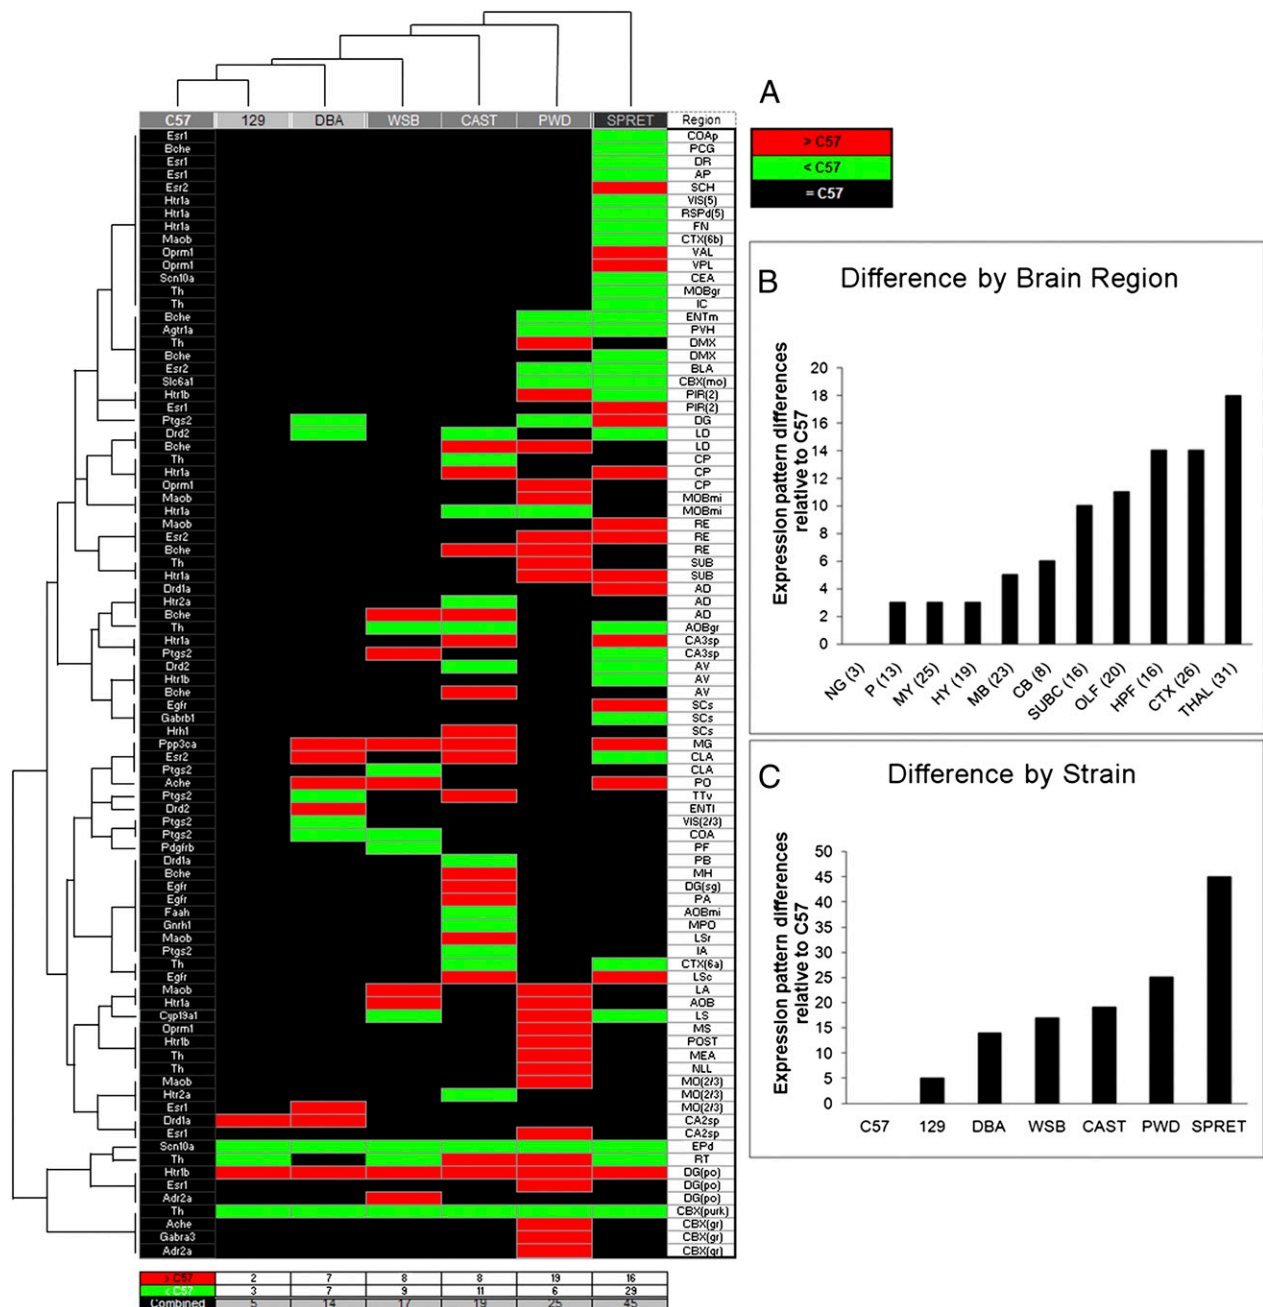 A
C57 129 DBA WSB CAST PWD SPRET Region
> C57
< C57
= C57
Esr1 COAp
Bche PCG
Esr1 DR
Esr1 AP
Esr2 SCH
Htr1a VIS(5)
Htr1a RSPd(5)
Htr1a FN
Maob CTX(6b)
Oprm1 VAL
Oprm1 VPL
Scn10a CEA
Th MOBgr
Th IC
Bche ENTm
Agtr1a PVH
Th DMX
Bche DMX
Esr2 BLA
Slc6a1 CBX(mo)
Htr1b PIR(2)
Esr1 PIR(2)
Ptgs2 DG
Drd2 LD
Bche LD
Th CP
Htr1a CP
Oprm1 CP
Maob MOBmi
Htr1a MOBmi
Maob RE
Esr2 RE
Bche RE
Th SUB
Htr1a SUB
Drd1a AD
Htr2a AD
Bche AD
Th AOBgr
Htr1a CA3sp
Ptgs2 CA3sp
Drd2 AV
Htr1b AV
Bche AV
Egfr SCs
Gabrb1 SCs
Hrh1 SCs
Ppp3ca MG
Esr2 CLA
Ptgs2 CLA
Ache PO
Ptgs2 TTv
Drd2 ENTl
Ptgs2 VIS(2/3)
Ptgs2 COA
Pdgfrb PF
Drd1a PB
Bche MH
Egfr DG(sg)
Egfr PA
Faah AOBmi
Gnrh1 MPO
Maob LSr
Ptgs2 IA
Th CTX(6a)
Egfr LSc
Maob LA
Htr1a AOB
Cyp19a1 LS
Oprm1 MS
Htr1b POST
Th MEA
Th NLL
Maob MO(2/3)
Htr2a MO(2/3)
Esr1 MO(2/3)
Drd1a CA2sp
Esr1 CA2sp
Scn10a EPd
Th RT
Htr1b DG(po)
Esr1 DG(po)
Adr2a DG(po)
Th CBX(purk)
Ache CBX(gr)
Gabra3 CBX(gr)
Adr2a CBX(gr)
> C57 2 7 8 8 19 16
< C57 3 7 9 11 6 29
Combined 5 14 17 19 25 45
B
Difference by Brain Region
Expression pattern differences
relative to C57
20
18
16
14
12
10
8
6
4
2
0
NG (3) P (13) MY (25) HY (19) MB (23) CB (8) SUBC (16) OLF (20) HPF (16) CTX (26) THAL (31)
C
Difference by Strain
Expression pattern differences
relative to C57
50
45
40
35
30
25
20
15
10
5
0
C57 129 DBA WSB CAST PWD SPRET